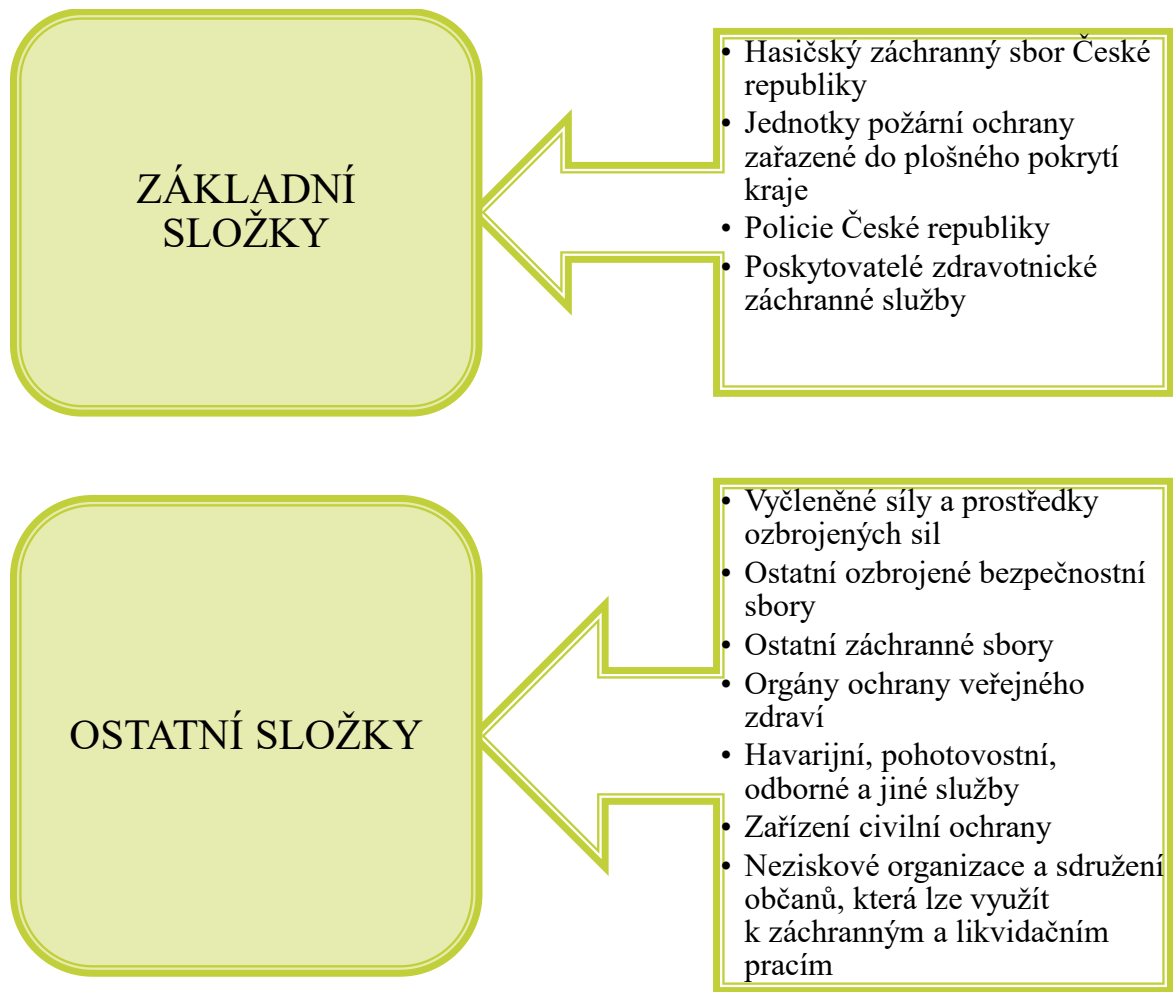 ZÁKLADNÍ
SLOŽKY
• Hasičský záchranný sbor České
republiky
• Jednotky požární ochrany
zařazené do plošného pokrytí
kraje
• Policie České republiky
• Poskytovatelé zdravotnické
záchranné služby
OSTATNÍ SLOŽKY
• Vyčleněné síly a prostředky
ozbrojených sil
• Ostatní ozbrojené bezpečnostní
sbory
• Ostatní záchranné sbory
• Orgány ochrany veřejného
zdraví
• Havarijní, pohotovostní,
odborné a jiné služby
• Zařízení civilní ochrany
• Neziskové organizace a sdružení
občanů, která lze využít
k záchranným a likvidačním
pracím